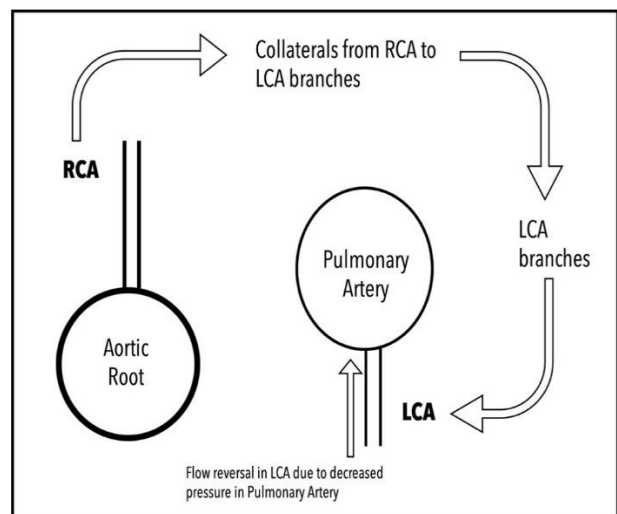 Collaterals from RCA to
LCA branches
RCA
LCA
branches
Pulmonary
Artery
Aortic
Root
LCA
Flow reversal in LCA due to decreased
pressure in Pulmonary Artery